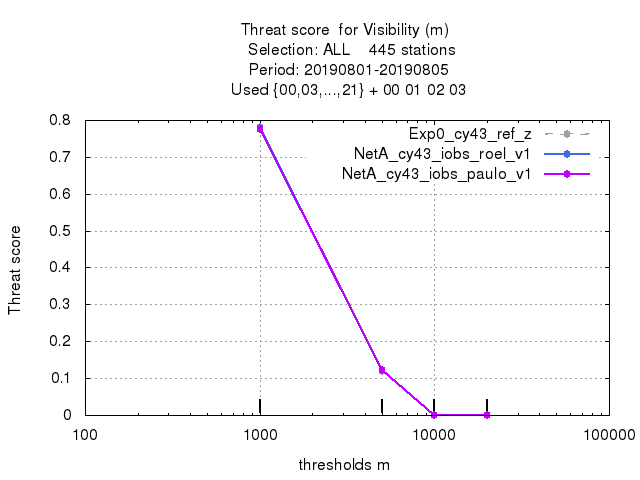 Threat score  for Visibility (m)
Selection: ALL    445 stations
Period: 20190801-20190805
Used {00,03,...,21} + 00 01 02 03
Exp0_cy43_ref_z
NetA_cy43_iobs_roel_v1
NetA_cy43_iobs_paulo_v1
Threat score
0.8
0.7
0.6
0.5
0.4
0.3
0.2
0.1
0
100
1000
10000
100000
thresholds m